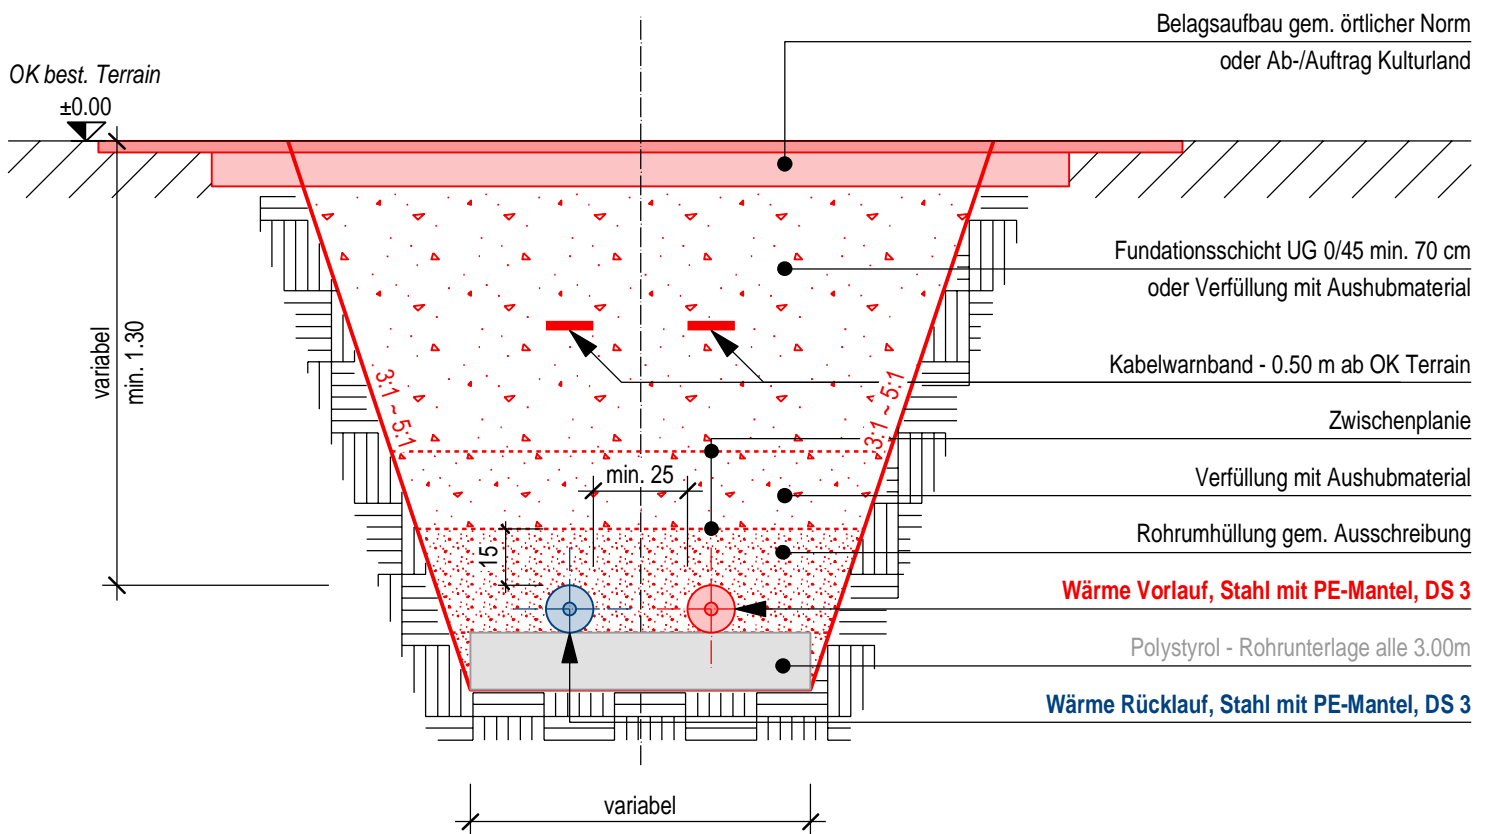 Belagsaufbau gem. örtlicher Norm
oder Ab-/Auftrag Kulturland
OK best. Terrain
±0.00
Fundationsschicht UG 0/45 min. 70 cm
oder Verfüllung mit Aushubmaterial
variabel
min. 1.30
Kabelwarnband - 0.50 m ab OK Terrain
3:1 ~ 5:1
3:1 ~ 5:1
Zwischenplanie
min. 25
Verfüllung mit Aushubmaterial
Rohrumhüllung gem. Ausschreibung
15
Wärme Vorlauf, Stahl mit PE-Mantel, DS 3
Polystyrol - Rohrunterlage alle 3.00m
Wärme Rücklauf, Stahl mit PE-Mantel, DS 3
variabel